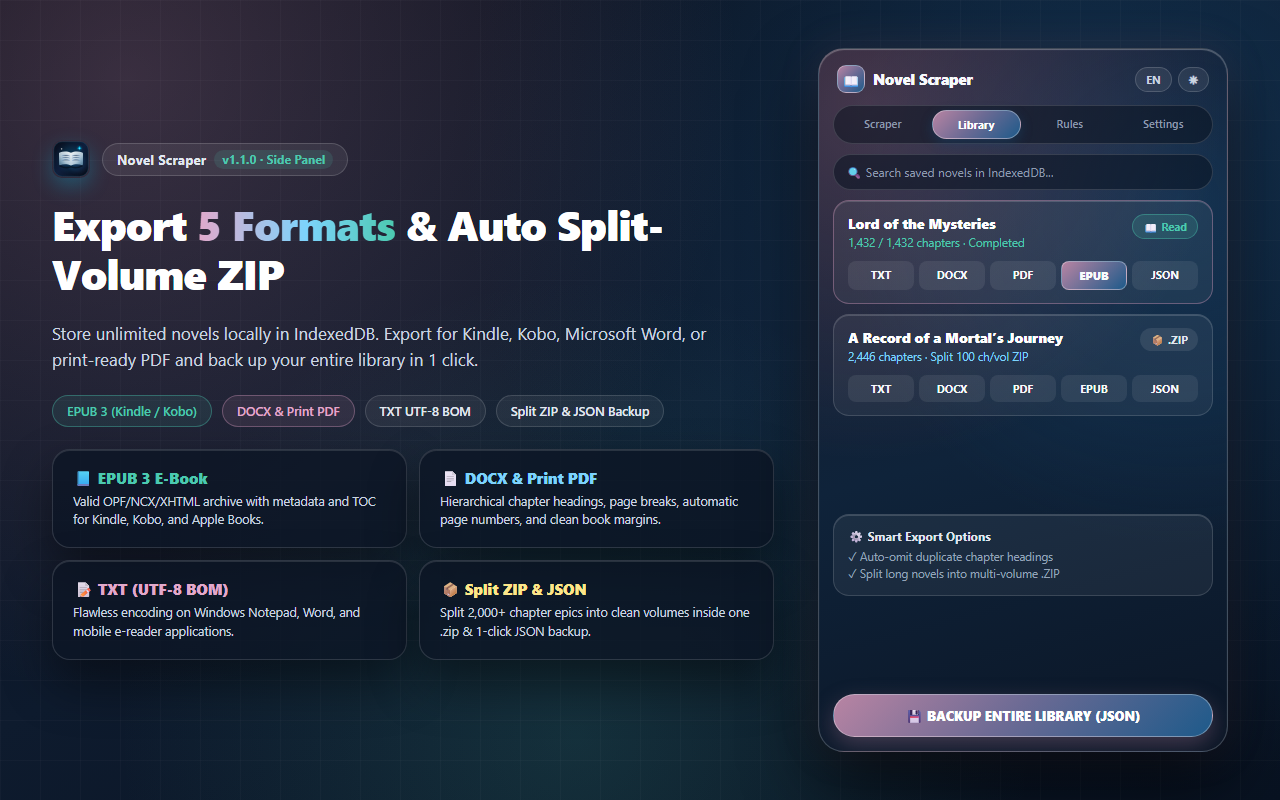 Novel Scraper v1.1.0 · Side Panel
Export 5 Formats & Auto Split-
Volume ZIP
Store unlimited novels locally in IndexedDB. Export for Kindle, Kobo, Microsoft Word, or
print-ready PDF and back up your entire library in 1 click.
EPUB 3 (Kindle / Kobo) DOCX & Print PDF TXT UTF-8 BOM Split ZIP & JSON Backup
EPUB 3 E-Book
Valid OPF/NCX/XHTML archive with metadata and TOC
for Kindle, Kobo, and Apple Books.
DOCX & Print PDF
Hierarchical chapter headings, page breaks, automatic
page numbers, and clean book margins.
TXT (UTF-8 BOM)
Flawless encoding on Windows Notepad, Word, and
mobile e-reader applications.
Split ZIP & JSON
Split 2,000+ chapter epics into clean volumes inside one
.zip & 1-click JSON backup.
Novel Scraper EN
Scraper Library Rules Settings
Search saved novels in IndexedDB...
Lord of the Mysteries Read
1,432 / 1,432 chapters · Completed
TXT DOCX PDF EPUB JSON
A Record of a Mortal's Journey .ZIP
2,446 chapters · Split 100 ch/vol ZIP
TXT DOCX PDF EPUB JSON
Smart Export Options
✓ Auto-omit duplicate chapter headings
✓ Split long novels into multi-volume .ZIP
BACKUP ENTIRE LIBRARY (JSON)